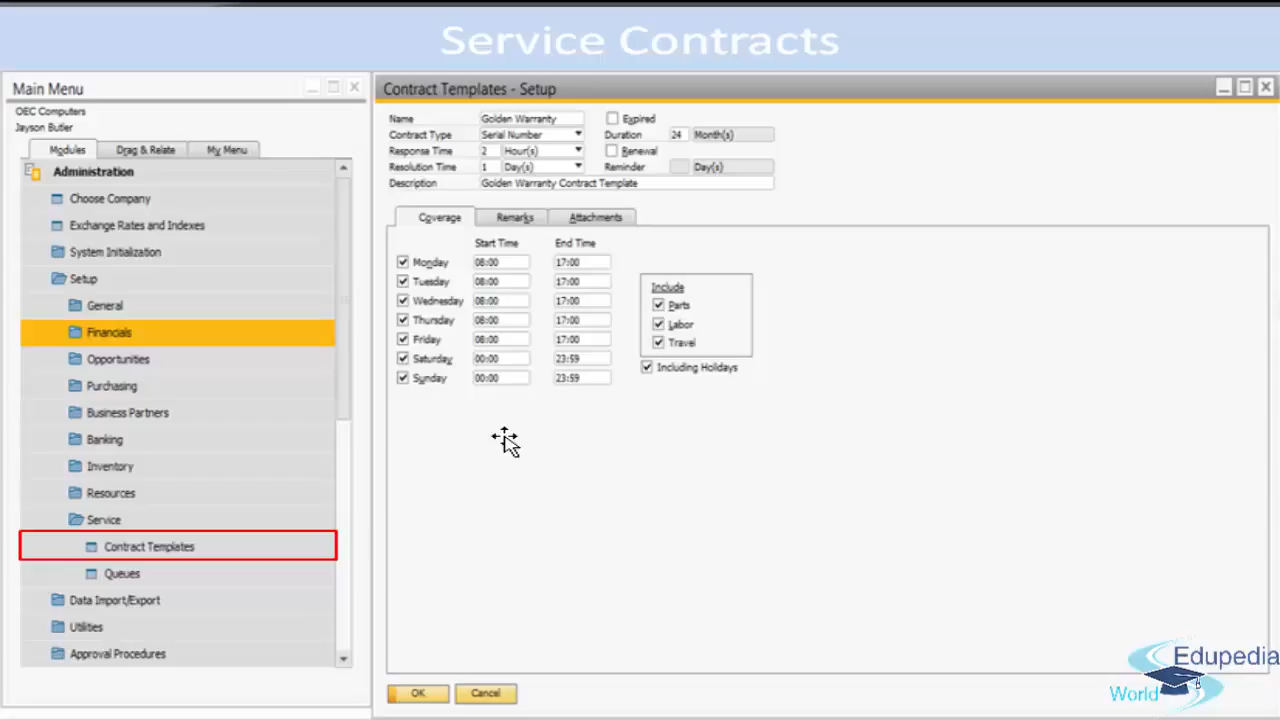 Service Contracts
Main Menu
OEC Computers
Jayson Butler
Modules Drag & Relate My Menu
Administration
Choose Company
Exchange Rates and Indexes
System Initialization
Setup
General
Financials
Opportunities
Purchasing
Business Partners
Banking
Inventory
Resources
Service
Contract Templates
Queues
Data Import/Export
Utilities
Approval Procedures
Contract Templates - Setup
Name Golden Warranty Expired
Contract Type Serial Number Duration 24 Month(s)
Response Time 2 Hour(s) Renewal
Resolution Time 1 Day(s) Reminder Day(s)
Description Golden Warranty Contract Template
Coverage Remarks Attachments
Start Time End Time
Monday 08:00 17:00
Tuesday 08:00 17:00
Wednesday 08:00 17:00
Thursday 08:00 17:00
Friday 08:00 17:00
Saturday 00:00 23:59
Sunday 00:00 23:59
Include
Parts
Labor
Travel
Including Holidays
OK Cancel
Edupedia
World